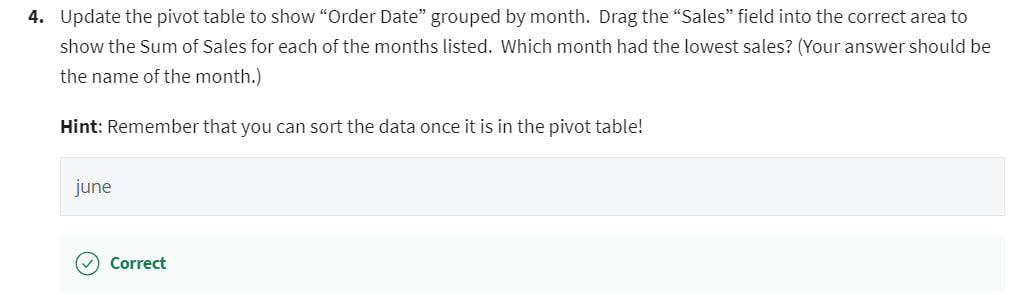 4. Update the pivot table to show “Order Date” grouped by month. Drag the “Sales” field into the correct area to
show the Sum of Sales for each of the months listed. Which month had the lowest sales? (Your answer should be
the name of the month.)
Hint: Remember that you can sort the data once it is in the pivot table!
june
Correct